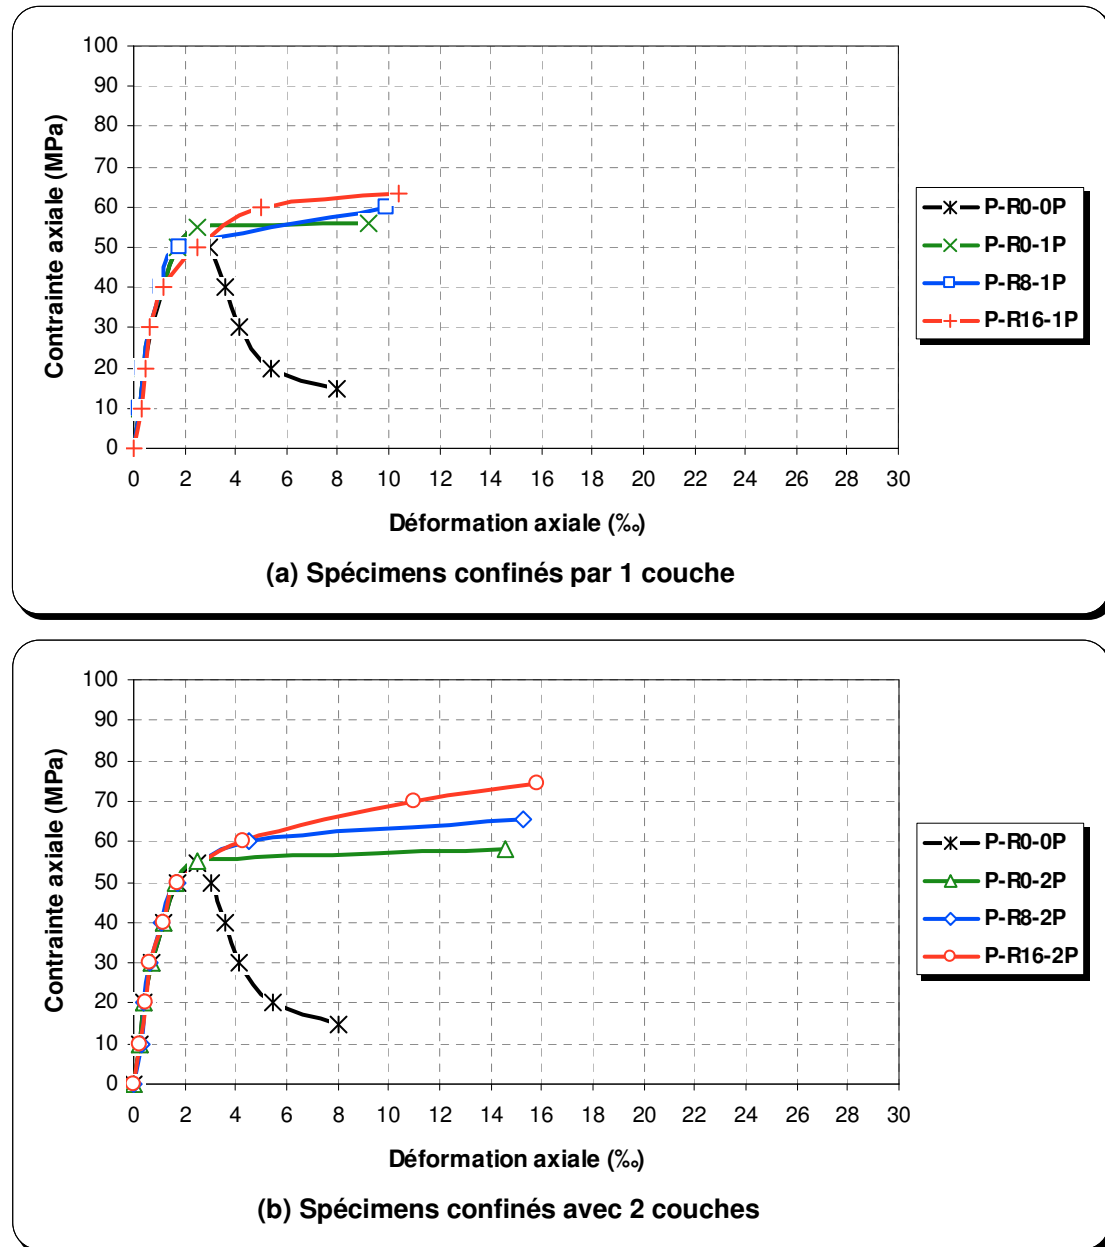 100
90
80
70
60
50
40
30
20
10
0
Contrainte axiale (MPa)
0 2 4 6 8 10 12 14 16 18 20 22 24 26 28 30
Déformation axiale (‰)
P-R0-0P
P-R0-1P
P-R8-1P
P-R16-1P
(a) Spécimens confinés par 1 couche
100
90
80
70
60
50
40
30
20
10
0
Contrainte axiale (MPa)
0 2 4 6 8 10 12 14 16 18 20 22 24 26 28 30
Déformation axiale (‰)
P-R0-0P
P-R0-2P
P-R8-2P
P-R16-2P
(b) Spécimens confinés avec 2 couches